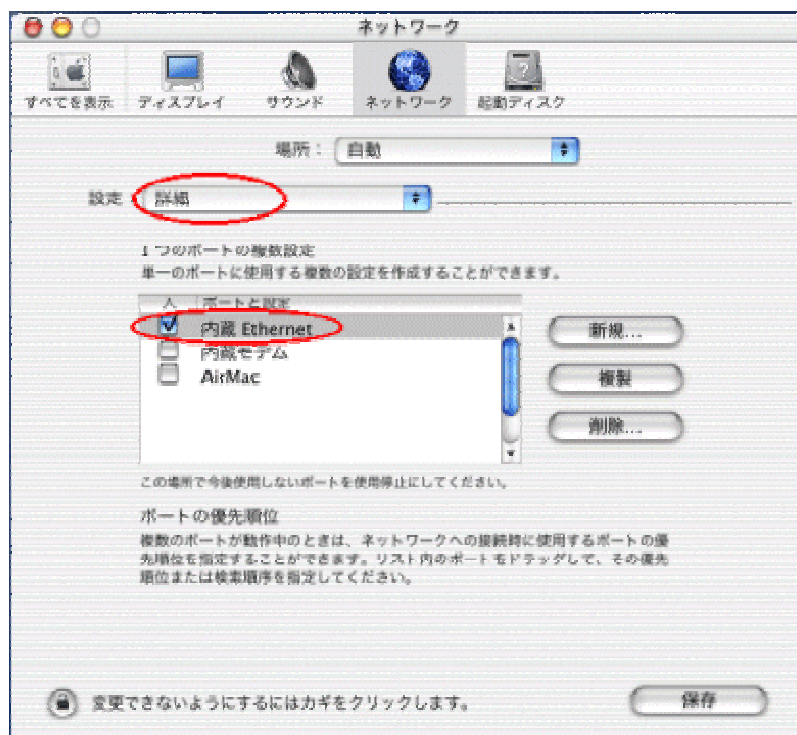 ネットワーク
すべてを表示 ディスプレイ サウンド ネットワーク 起動ディスク
場所： 自動
設定 詳細
1 つのポートの複数設定
単一のポートに使用する複数の設定を作成することができます。
入 ポートと設定
内蔵 Ethernet
内蔵モデム
AirMac
新規...
複製
削除...
この場所で今後使用しないポートを使用停止にしてください。
ポートの優先順位
複数のポートが動作中のときは、ネットワークへの接続時に使用するポートの優
先順位を指定することができます。リスト内のポートをドラッグして、その優先
順位または検索順序を指定してください。
変更できないようにするにはカギをクリックします。
保存